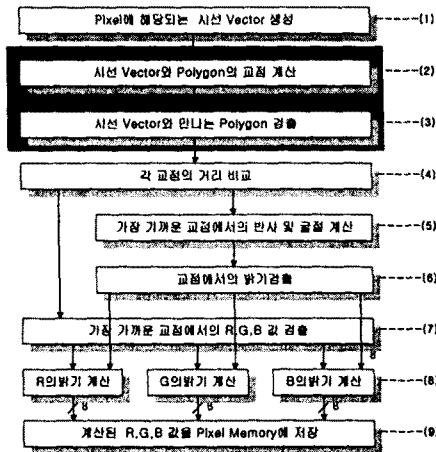 Pixel에 해당되는 시선 Vector 생성 (1)
시선 Vector와 Polygon의 교점 계산 (2)
시선 Vector와 만나는 Polygon 검출 (3)
각 교점의 거리 비교 (4)
가장 기까운 교점에서의 반사 및 굴절 계산 (5)
교점에서의 밝기검출 (6)
가장 가까운 교점에서의 R,G,B 값 검출 (7)
R의밝기 계산 G의밝기 계산 B의밝기 계산 (8)
8 8 8 8
계산된 R,G,B 값을 Pixel Memory에 저장 (9)